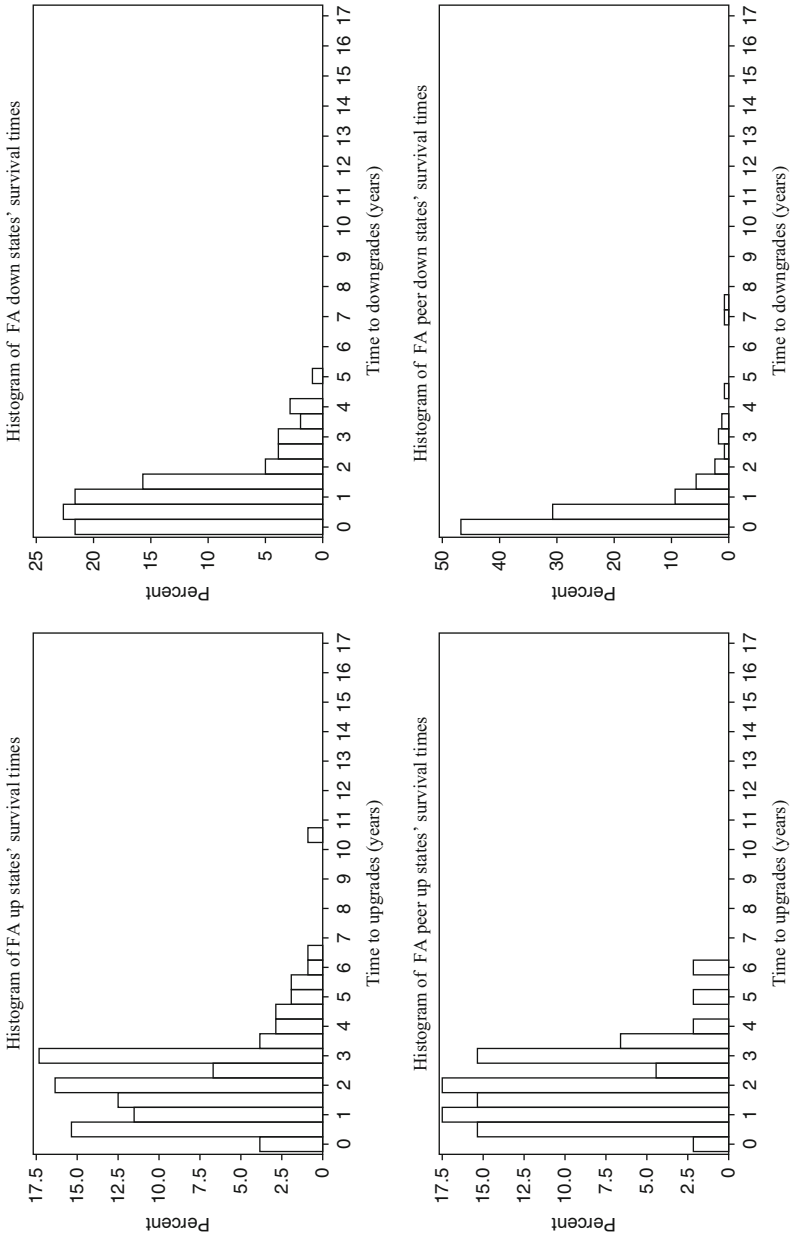 Histogram of FA up states’ survival times
Percent
17.5
15.0
12.5
10.0
7.5
5.0
2.5
0
0 1 2 3 4 5 6 7 8 9 10 11 12 13 14 15 16 17
Time to upgrades (years)
Histogram of FA down states’ survival times
Percent
25
20
15
10
5
0
0 1 2 3 4 5 6 7 8 9 10 11 12 13 14 15 16 17
Time to downgrades (years)
Histogram of FA peer up states’ survival times
Percent
17.5
15.0
12.5
10.0
7.5
5.0
2.5
0
0 1 2 3 4 5 6 7 8 9 10 11 12 13 14 15 16 17
Time to upgrades (years)
Histogram of FA peer down states’ survival times
Percent
50
40
30
20
10
0
0 1 2 3 4 5 6 7 8 9 10 11 12 13 14 15 16 17
Time to downgrades (years)